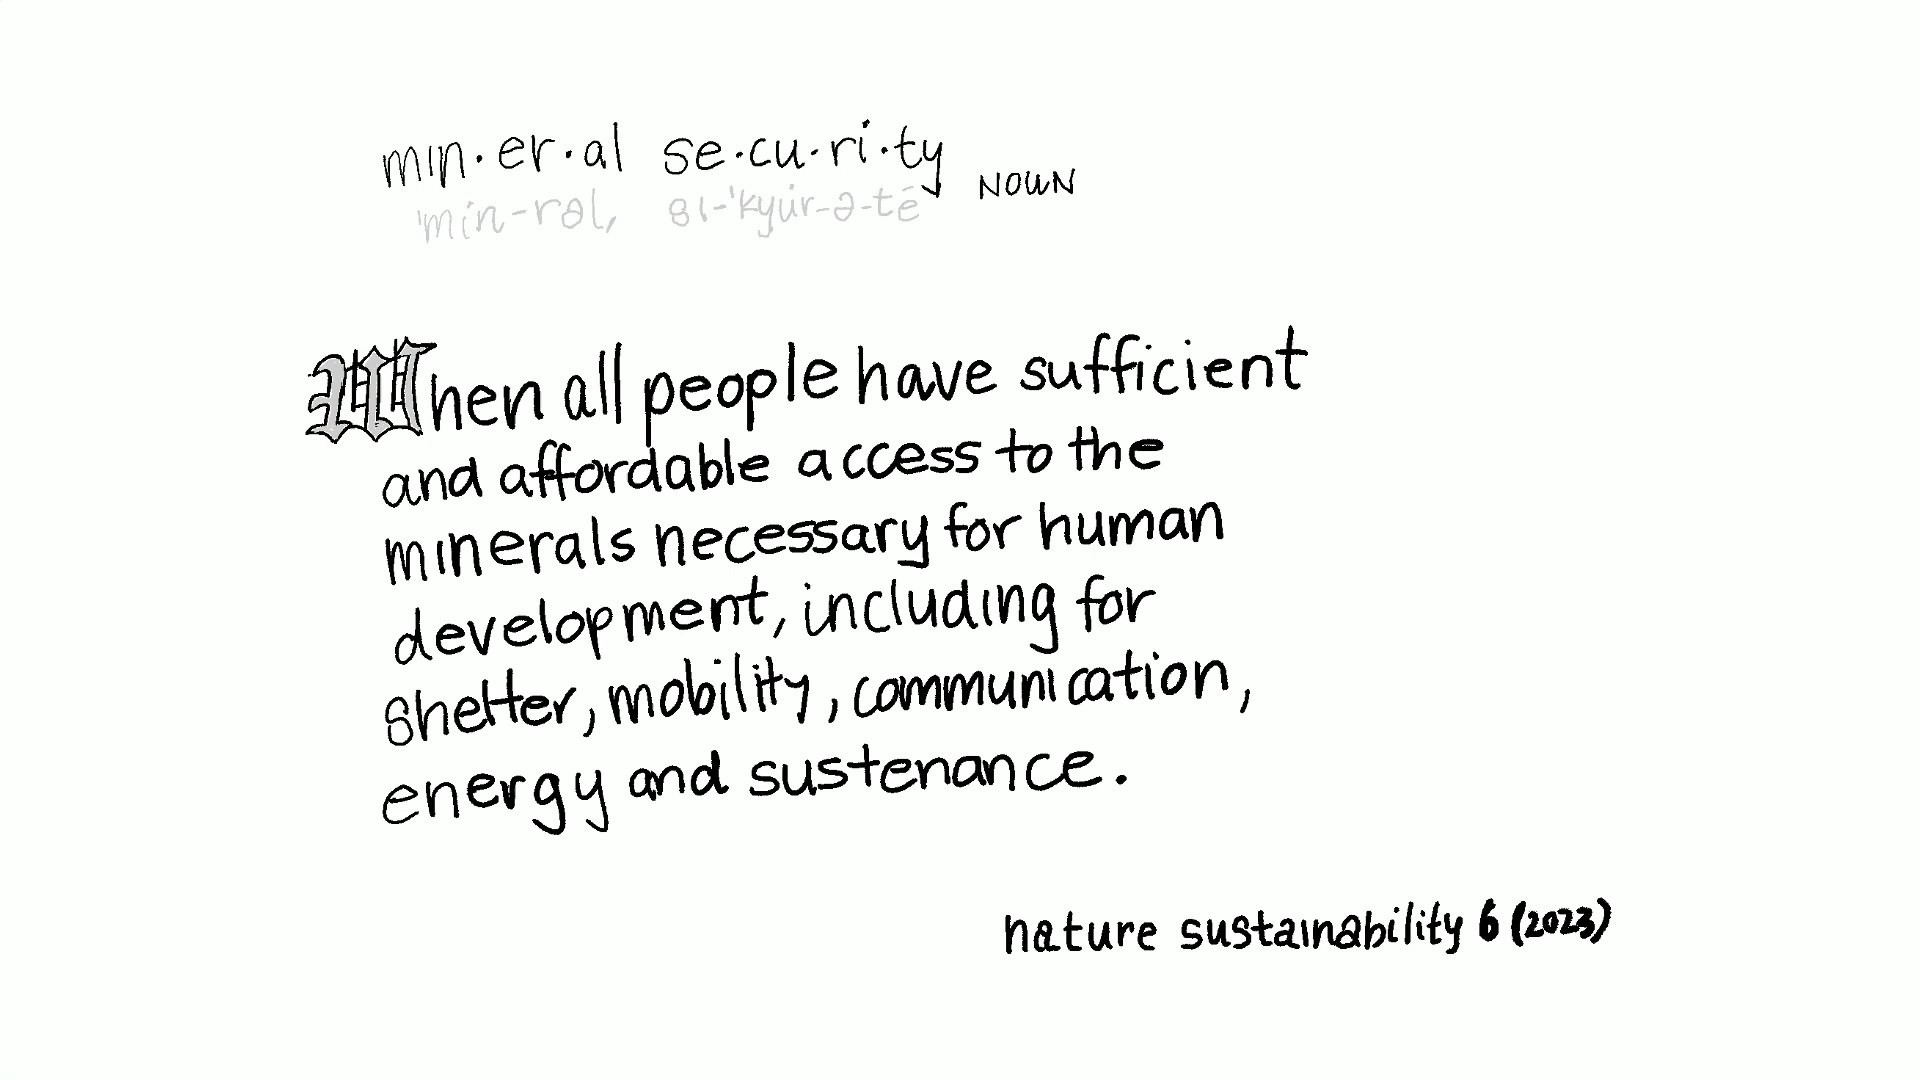 min·er·al se·cu·ri·ty NOUN
'min-rəl, si-'kyu̇r-ə-tē
When all people have sufficient
and affordable access to the
minerals necessary for human
development, including for
shelter, mobility, communication,
energy and sustenance.
nature sustainability 6 (2023)